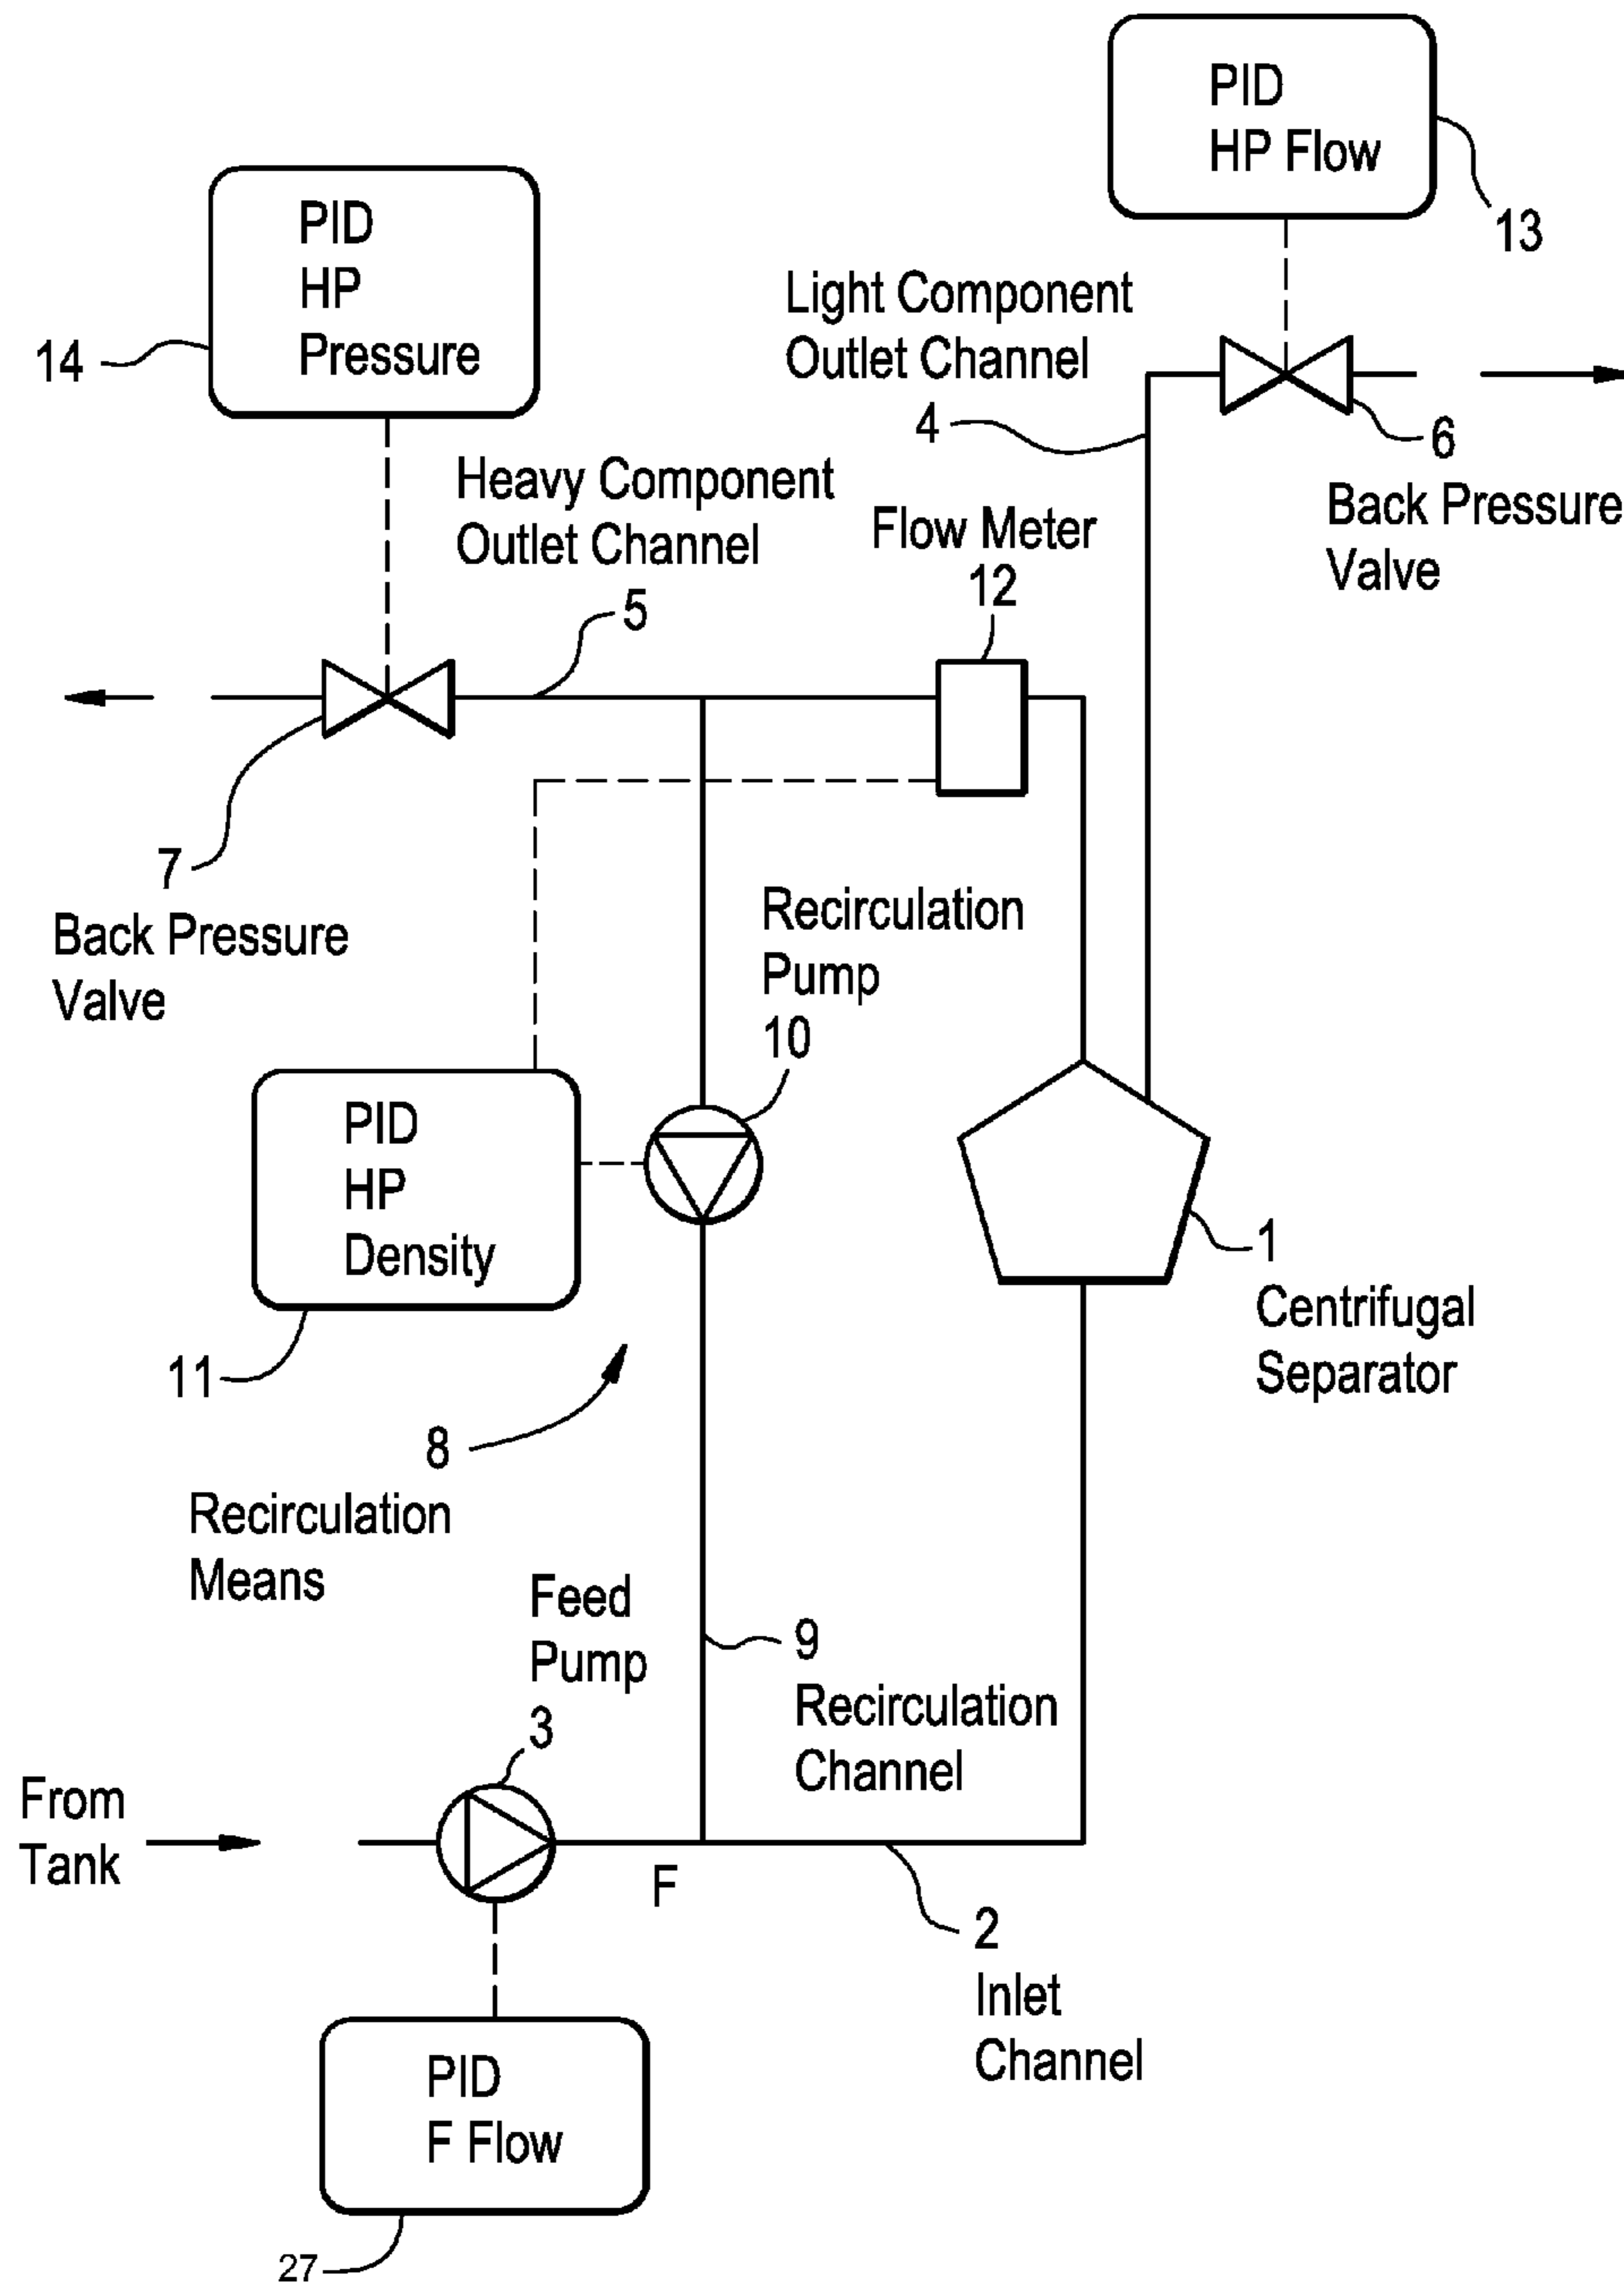 PID
HP Flow
13
PID
HP
Pressure
14
Light Component
Outlet Channel
4
6
Back Pressure
Valve
Heavy Component
Outlet Channel
5
Flow Meter
12
7
Back Pressure
Valve
Recirculation
Pump
10
PID
HP
Density
11
1
Centrifugal
Separator
8
Recirculation
Means
Feed
Pump
3
9
Recirculation
Channel
From
Tank
F
2
Inlet
Channel
PID
F Flow
27